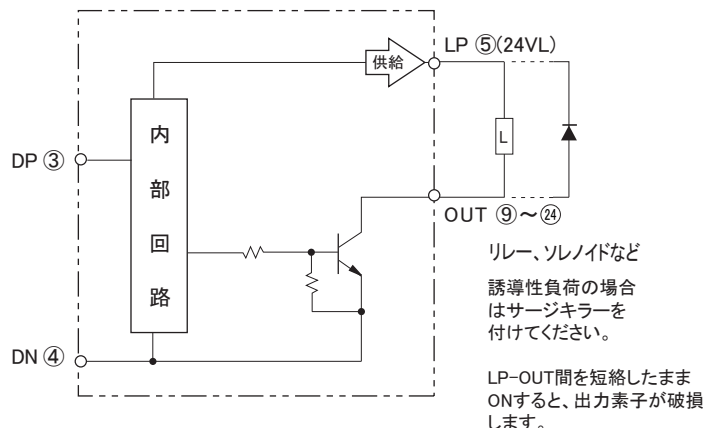 LP ⑤(24VL)
供給
DP ③
内
部
回
路
L
OUT ⑨～㉔
リレー、ソレノイドなど
誘導性負荷の場合
はサージキラーを
付けてください。
DN ④
LP-OUT間を短絡したまま
ONすると、出力素子が破損
します。